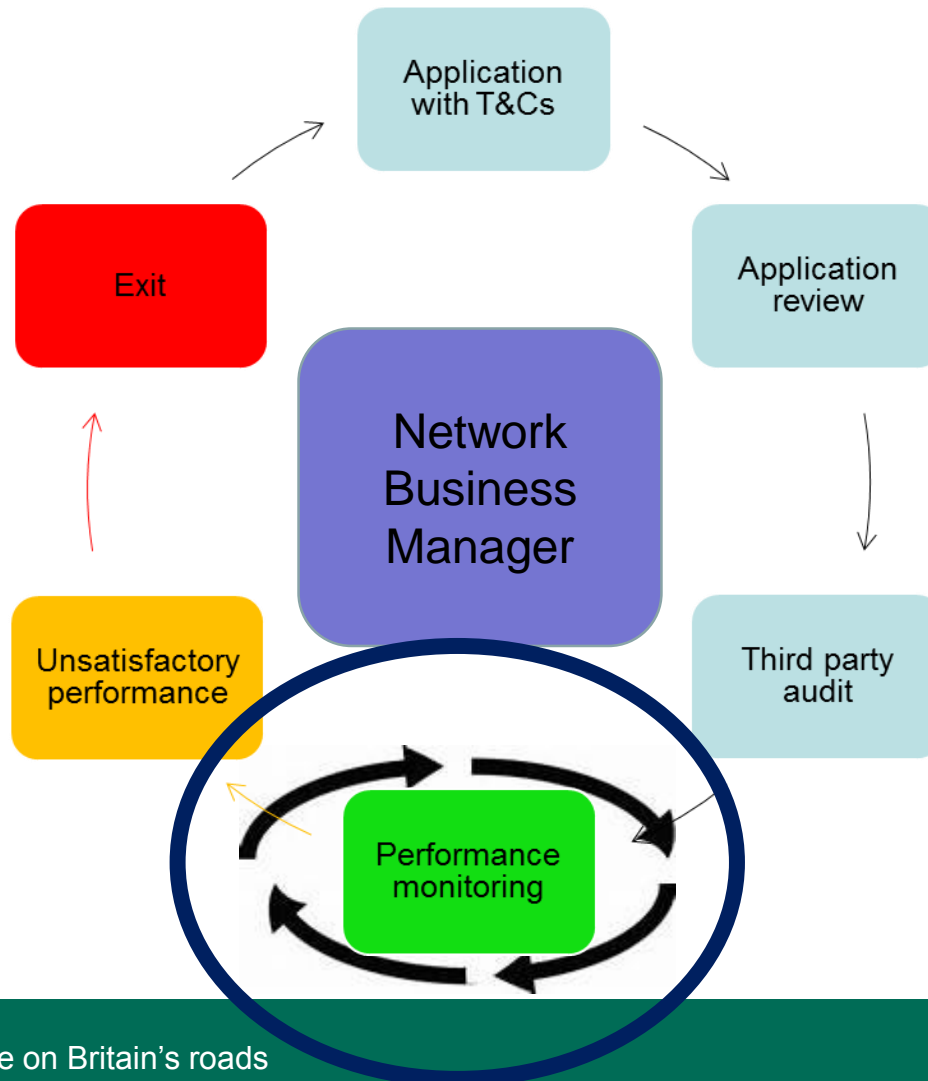 Application
with T&Cs
Application
review
Third party
audit
Performance
monitoring
Unsatisfactory
performance
Exit
Network
Business
Manager
e on Britain's roads